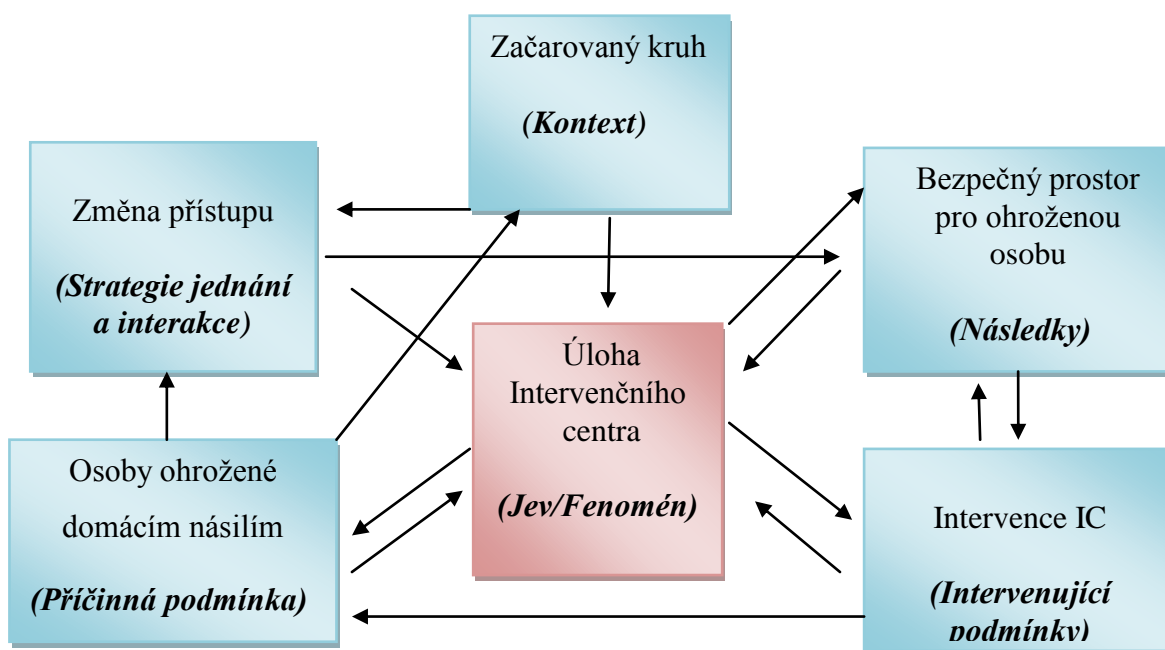 Začarovaný kruh
(Kontext)
Změna přístupu
(Strategie jednání
a interakce)
Bezpečný prostor
pro ohroženou
osobu
(Následky)
Úloha
Intervenčního
centra
(Jev/Fenomén)
Osoby ohrožené
domácím násilím
(Příčinná podmínka)
Intervence IC
(Intervenující
podmínky)